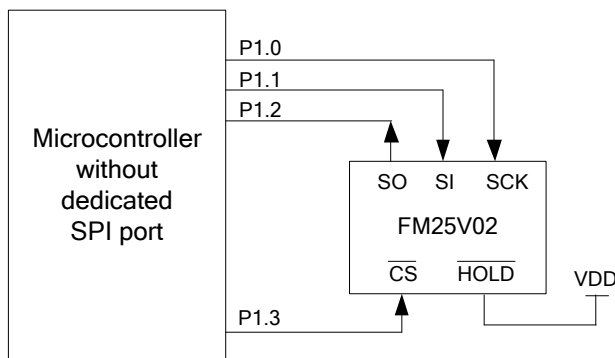 P1.0
P1.1
P1.2
Microcontroller
without
dedicated
SPI port
SO SI SCK
FM25V02
CS HOLD
VDD
P1.3